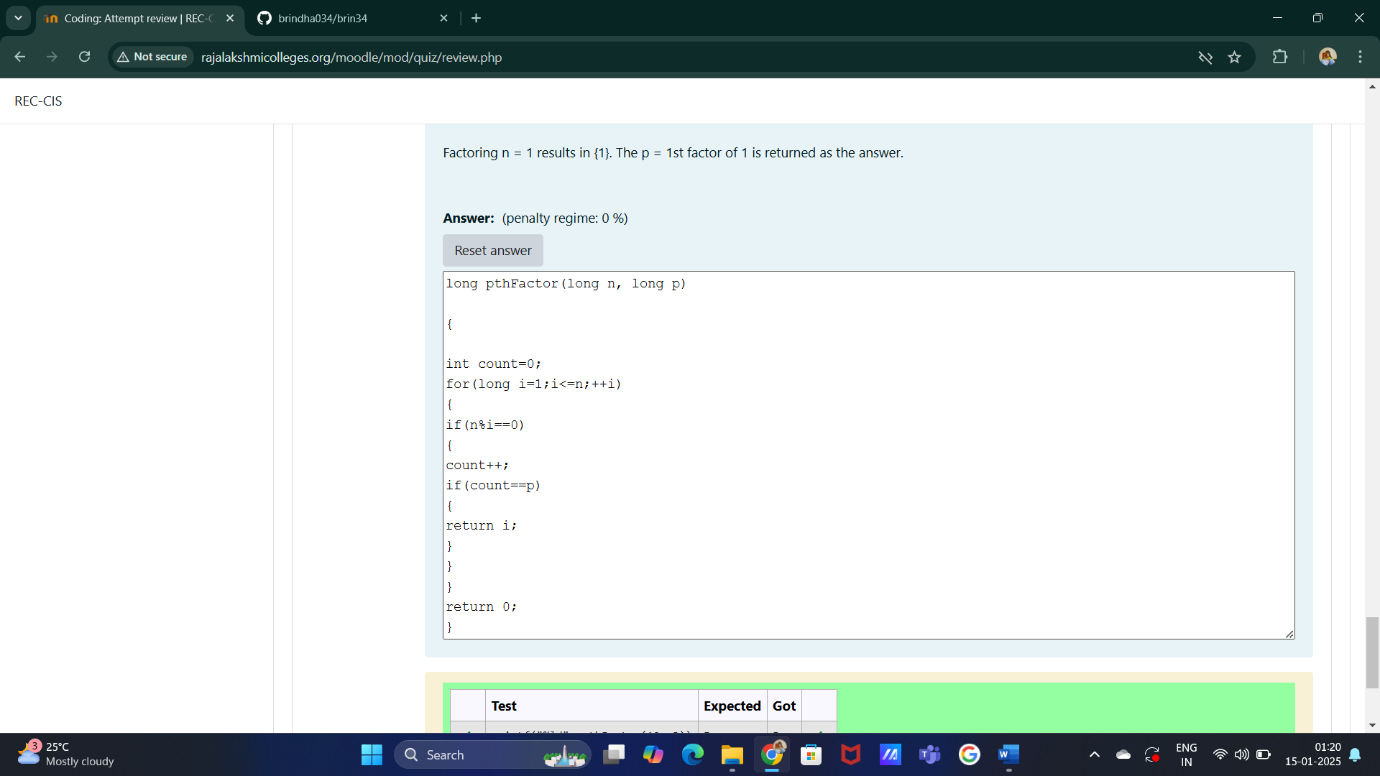 Coding: Attempt review | REC-C
brindha034/brin34
Not secure
rajalakshmicolleges.org/moodle/mod/quiz/review.php
REC-CIS
Factoring n = 1 results in {1}. The p = 1st factor of 1 is returned as the answer.
Answer: (penalty regime: 0 %)
Reset answer
long pthFactor(long n, long p)
{
int count=0;
for(long i=1;i<=n;++i)
{
if(n%i==0)
{
count++;
if(count==p)
{
return i;
}
}
}
return 0;
}
Test Expected Got
3
25°C
Mostly cloudy
Search
ENG
IN
01:20
15-01-2025